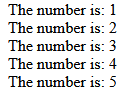 The number is: 1
The number is: 2
The number is: 3
The number is: 4
The number is: 5